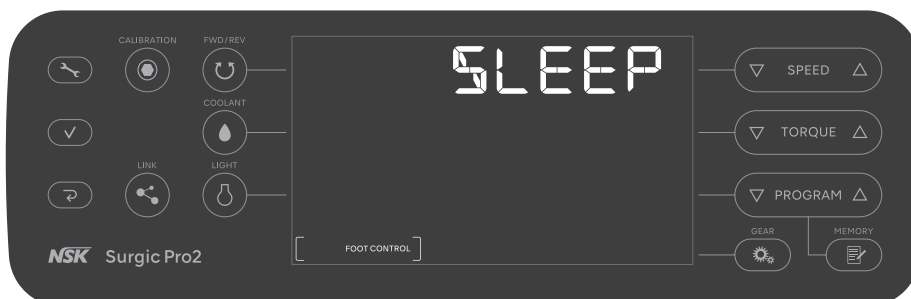 SLEEP
CALIBRATION
FWD/REV
SPEED
COOLANT
TORQUE
LINK
LIGHT
PROGRAM
FOOT CONTROL
GEAR
MEMORY
NSK Surgic Pro2